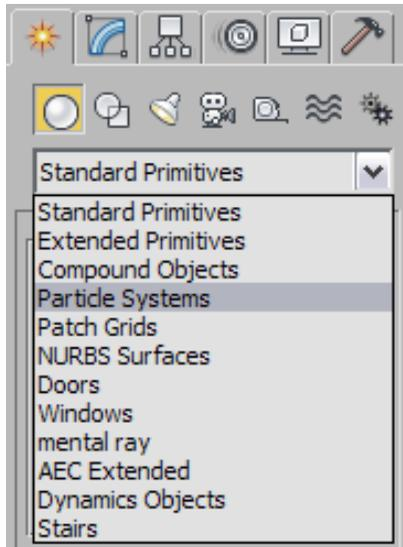 Standard Primitives
Standard Primitives
Extended Primitives
Compound Objects
Particle Systems
Patch Grids
NURBS Surfaces
Doors
Windows
mental ray
AEC Extended
Dynamics Objects
Stairs